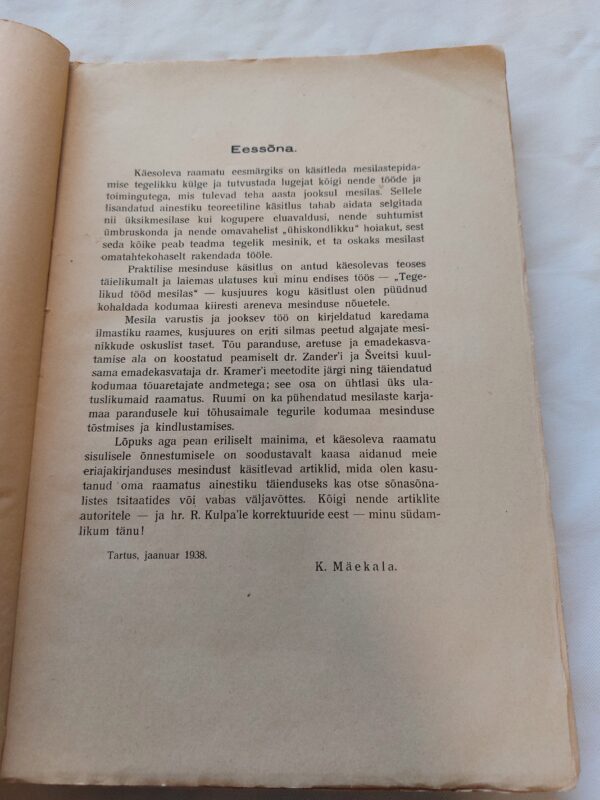 Eessõna.
Käesoleva raamatu eesmärgiks on käsitleda mesilastepida-
mise tegelikku külge ja tutvustada lugejat kõigi nende tööde ja
toimingutega, mis tulevad teha aasta jooksul mesilas. Sellele
lisandatud ainestiku teoreetiline käsitlus tahab aidata selgitada
nii üksikmesilase kui kogupere eluavaldusi, nende suhtumist
ümbruskonda ja nende omavahelist „ühiskondlikku" hoiakut, sest
seda kõike peab teadma tegelik mesinik, et ta oskaks mesilast
omatahtekohaselt rakendada tööle.
Praktilise mesinduse käsitlus on antud käesolevas teoses
täielikumalt ja laiemas ulatuses kui minu endises töös — „Tege-
likud tööd mesilas" — kusjuures kogu käsitlust olen püüdnud
kohaldada kodumaa kiiresti areneva mesinduse nõuetele.
Mesila varustis ja jooksev töö on kirjeldatud karedama
ilmastiku raames, kusjuures on eriti silmas peetud algajate mesi-
nikkude oskuslist taset. Tõu paranduse, aretuse ja emadekasva-
tamise ala on koostatud peamiselt dr. Zander'i ja Šveitsi kuul-
sama emadekasvataja dr. Kramer'i meetodite järgi ning täiendatud
kodumaa tõuaretajate andmetega; see osa on ühtlasi üks ula-
tuslikumaid raamatus. Ruumi on ka pühendatud mesilaste karja-
maa parandusele kui tõhusaimale tegurile kodumaa mesinduse
tõstmises ja kindlustamises.
Lõpuks aga pean eriliselt mainima, et käesoleva raamatu
sisulisele õnnestumisele on soodustavalt kaasa aidanud meie
eriajakirjanduses mesindust käsitlevad artiklid, mida olen kasu-
tanud oma raamatus ainestiku täienduseks kas otse sõnasõna-
listes tsitaatides või vabas väljavõttes. Kõigi nende artiklite
autoritele — ja hr. R. Kulpa'le korrektuuride eest — minu südam-
likum tänu!
Tartus, jaanuar 1938.
K. Mäekala.